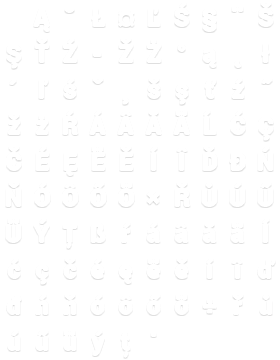 Ą ˘ Ł ¤ Ľ Ś § ¨ Š
Ş Ť Ź - Ž Ż ° ą ˛ ł
´ ľ ś ˇ ¸ š ş ť ź ˝
ž ż Ŕ Á Â Ă Ä Ĺ Ć Ç
Č É Ę Ë Ě Í Î Ď Đ Ń
Ň Ó Ô Ő Ö × Ř Ů Ú Ű
Ü Ý Ţ ß ŕ á â ă ä ĺ
ć ç č é ę ë ě í î ď
đ ń ň ó ô ő ö ÷ ř ů
ú ű ü ý ţ ˙